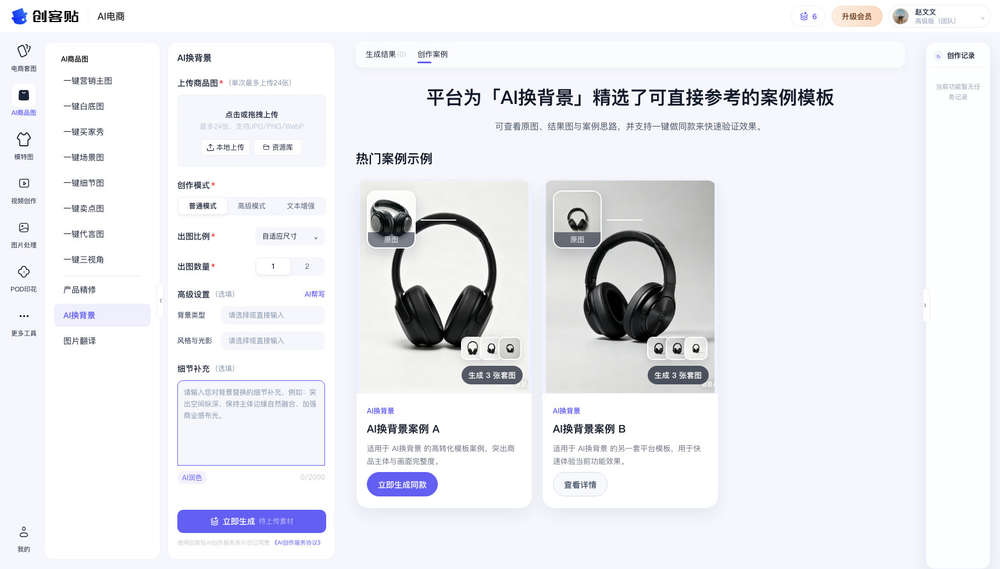 创客贴
AI电商
6
升级会员
赵文文
高级版（团队）
电商套图
AI商品图
模特图
视频创作
图片处理
POD印花
更多工具
我的
AI商品图
一键营销主图
一键白底图
一键买家秀
一键场景图
一键细节图
一键卖点图
一键代言图
一键三视角
产品精修
AI换背景
图片翻译
AI换背景
上传商品图* （单次最多上传24张）
点击或拖拽上传
最多24张，支持JPG/PNG/WebP
本地上传 资源库
创作模式*
普通模式 高级模式 文本增强
出图比例* 自适应尺寸
出图数量* 1 2
高级设置 （选填） AI帮写
背景类型 请选择或直接输入
风格与光影 请选择或直接输入
细节补充 （选填）
请输入您对背景替换的细节补充，例如：突
出空间纵深、保持主体边缘自然融合、加强
商业感布光。
AI润色 0/2000
立即生成 待上传素材
使用创客贴AI创作服务表示您已同意 《AI创作服务协议》
生成结果(0) 创作案例
平台为「AI换背景」精选了可直接参考的案例模板
可查看原图、结果图与案例思路，并支持一键做同款来快速验证效果。
热门案例示例
原图
生成 3 张套图
AI换背景
AI换背景案例 A
适用于 AI换背景 的高转化模板案例，突出商
品主体与画面完整度。
立即生成同款
原图
生成 3 张套图
AI换背景
AI换背景案例 B
适用于 AI换背景 的另一套平台模板，用于快
速体验当前功能效果。
查看详情
创作记录
当前功能暂无任
务记录